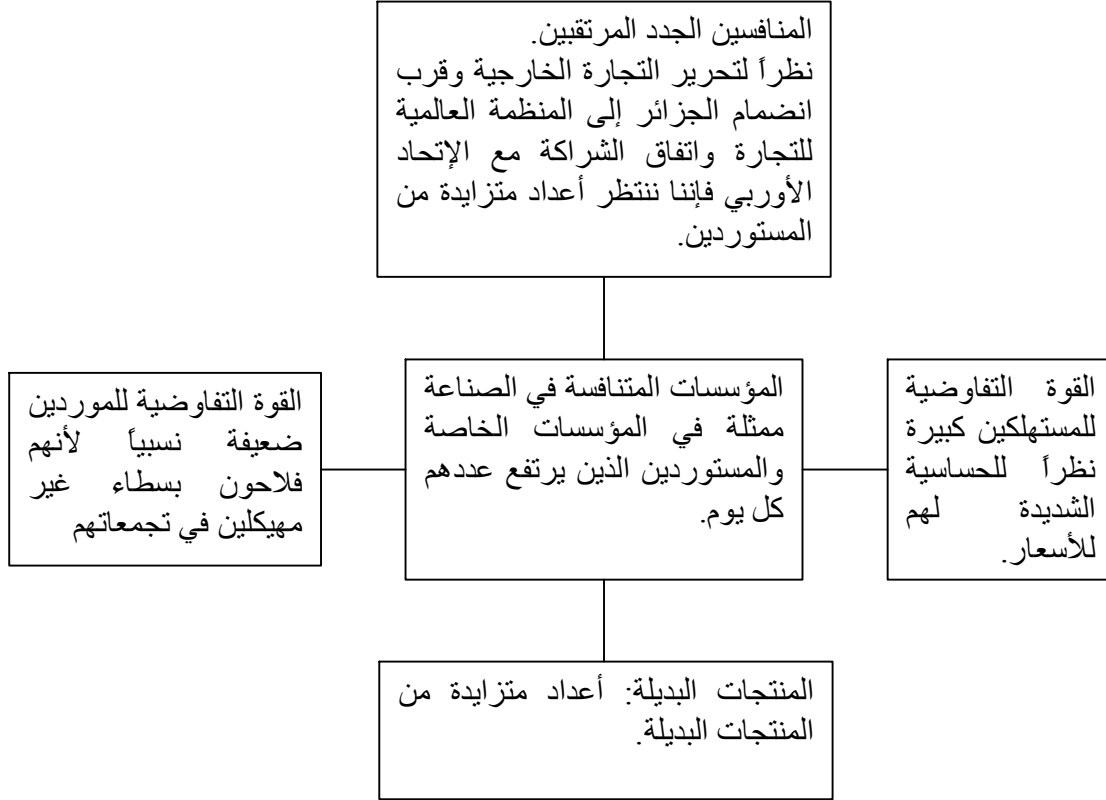 المنافسين الجدد المرتقبين.
نظراً لتحرير التجارة الخارجية وقرب
انضمام الجزائر إلى المنظمة العالمية
للتجارة واتفاق الشراكة مع الإتحاد
الأوربي فإننا ننتظر أعداد متزايدة من
المستوردين.
القوة التفاوضية
للمستهلكين كبيرة
نظراً للحساسية
الشديدة لهم
للأسعار.
المؤسسات المتنافسة في الصناعة
ممثلة في المؤسسات الخاصة
والمستوردين الذين يرتفع عددهم
كل يوم.
القوة التفاوضية للموردين
ضعيفة نسبياً لأنهم
فلاحون بسطاء غير
مهيكلين في تجمعاتهم
المنتجات البديلة: أعداد متزايدة من
المنتجات البديلة.